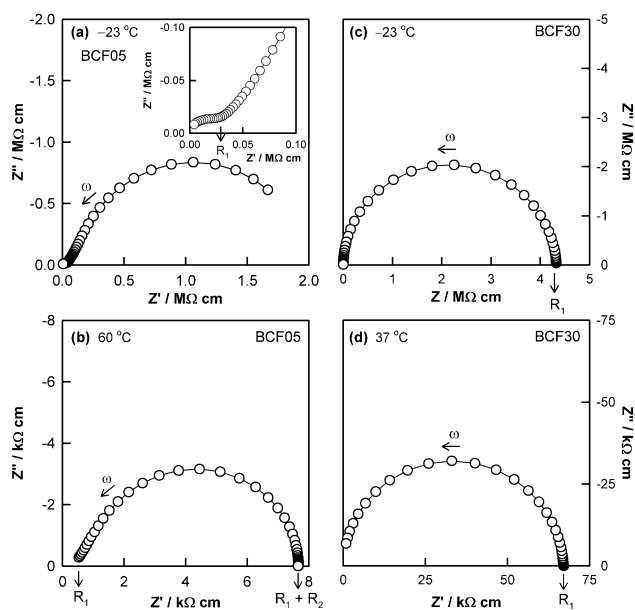 (a) –23 °C
BCF05
-2.0
-1.5
-1.0
-0.5
0.0
0.0 0.5 1.0 1.5 2.0
Z'' / MΩ cm
Z' / MΩ cm
ω
-0.10
-0.05
0.00
0.00 0.05 0.10
Z'' / MΩ cm
R1 Z' / MΩ cm
(c) –23 °C BCF30
-5
-4
-3
-2
-1
0
0 1 2 3 4 5
Z'' / MΩ cm
Z / MΩ cm
ω
R1
(b) 60 °C BCF05
-8
-6
-4
-2
0
0 2 4 6 8
Z'' / kΩ cm
Z' / kΩ cm
ω
R1
R1 + R2
(d) 37 °C BCF30
-75
-50
-25
0
0 25 50 75
Z'' / kΩ cm
Z' / kΩ cm
ω
R1